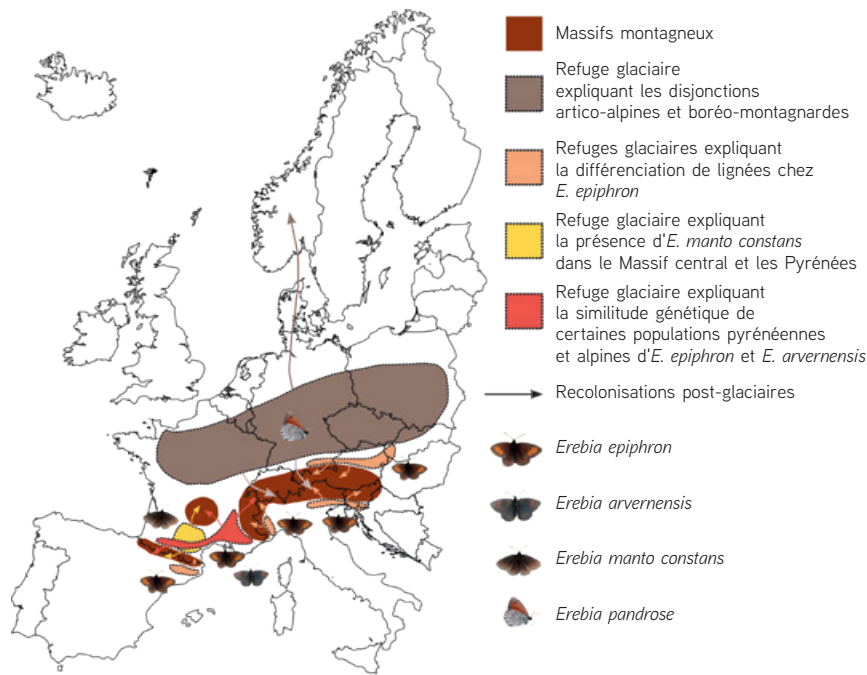 Massifs montagneux
Refuge glaciaire
expliquant les disjonctions
artico-alpines et boréo-montagnardes
Refuges glaciaires expliquant
la différenciation de lignées chez
E. epiphron
Refuge glaciaire expliquant
la présence d'E. manto constans
dans le Massif central et les Pyrénées
Refuge glaciaire expliquant
la similitude génétique de
certaines populations pyrénéennes
et alpines d'E. epiphron et E. arvernensis
Recolonisations post-glaciaires
Erebia epiphron
Erebia arvernensis
Erebia manto constans
Erebia pandrose